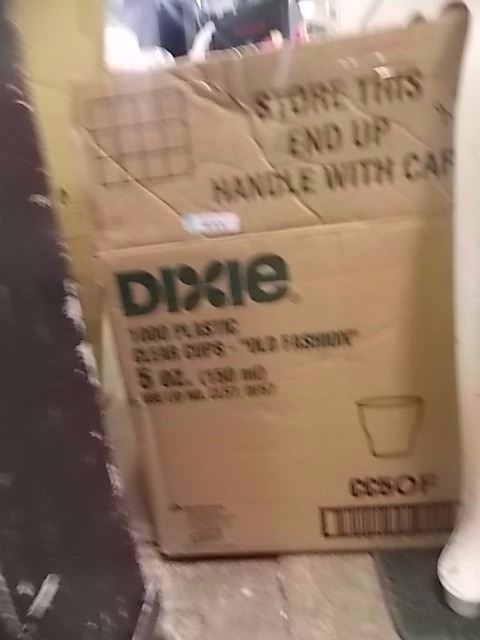 STORE THIS
END UP
HANDLE WITH CAR
DIXIE
1000 PLASTIC
CLEAR CUPS - "OLD FASHION"
5 oz. (150 ml)
CC5OF